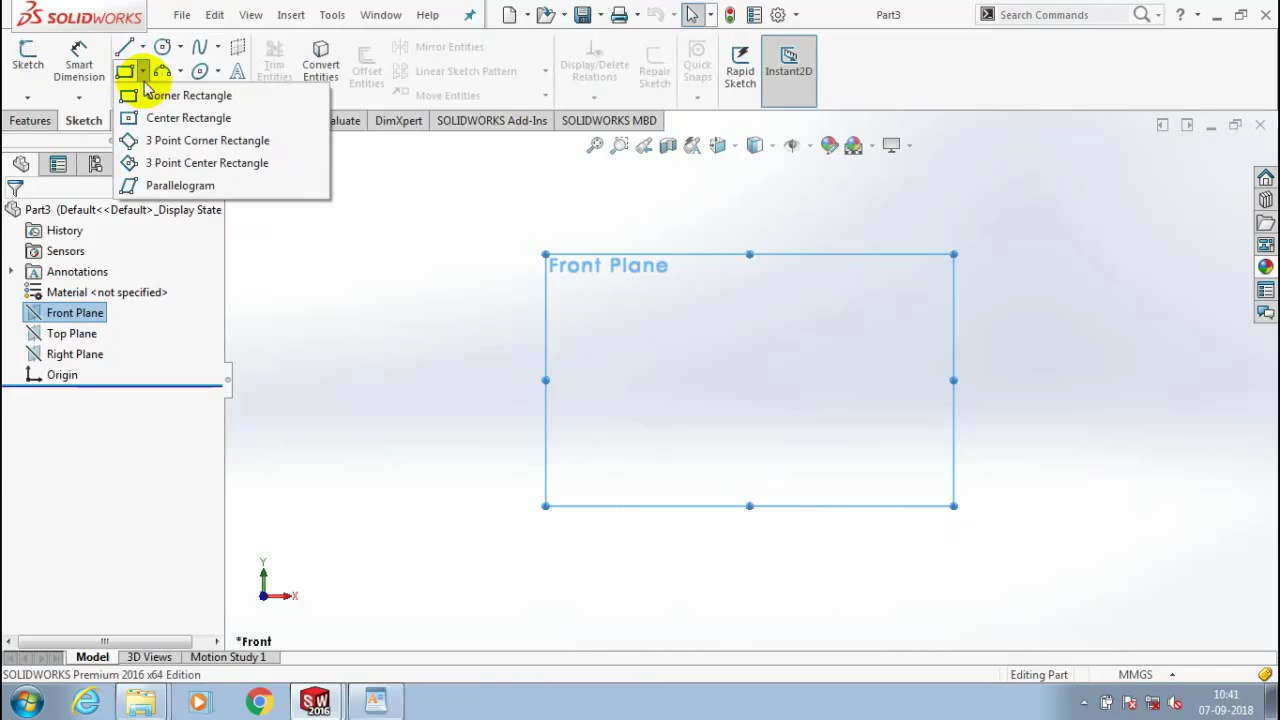 SOLIDWORKS
File Edit View Insert Tools Window Help
Part3
Search Commands
?
Sketch
Smart Dimension
Trim Entities
Convert Entities
Offset Entities
Mirror Entities
Linear Sketch Pattern
Move Entities
Display/Delete Relations
Repair Sketch
Quick Snaps
Rapid Sketch
Instant2D
Corner Rectangle
Center Rectangle
3 Point Corner Rectangle
3 Point Center Rectangle
Parallelogram
Features Sketch aluate DimXpert SOLIDWORKS Add-Ins SOLIDWORKS MBD
Part3 (Default<<Default>_Display State
History
Sensors
Annotations
Material <not specified>
Front Plane
Top Plane
Right Plane
Origin
Front Plane
Y
X
*Front
Model 3D Views Motion Study 1
SOLIDWORKS Premium 2016 x64 Edition
Editing Part
MMGS
SW
2016
10:41
07-09-2018